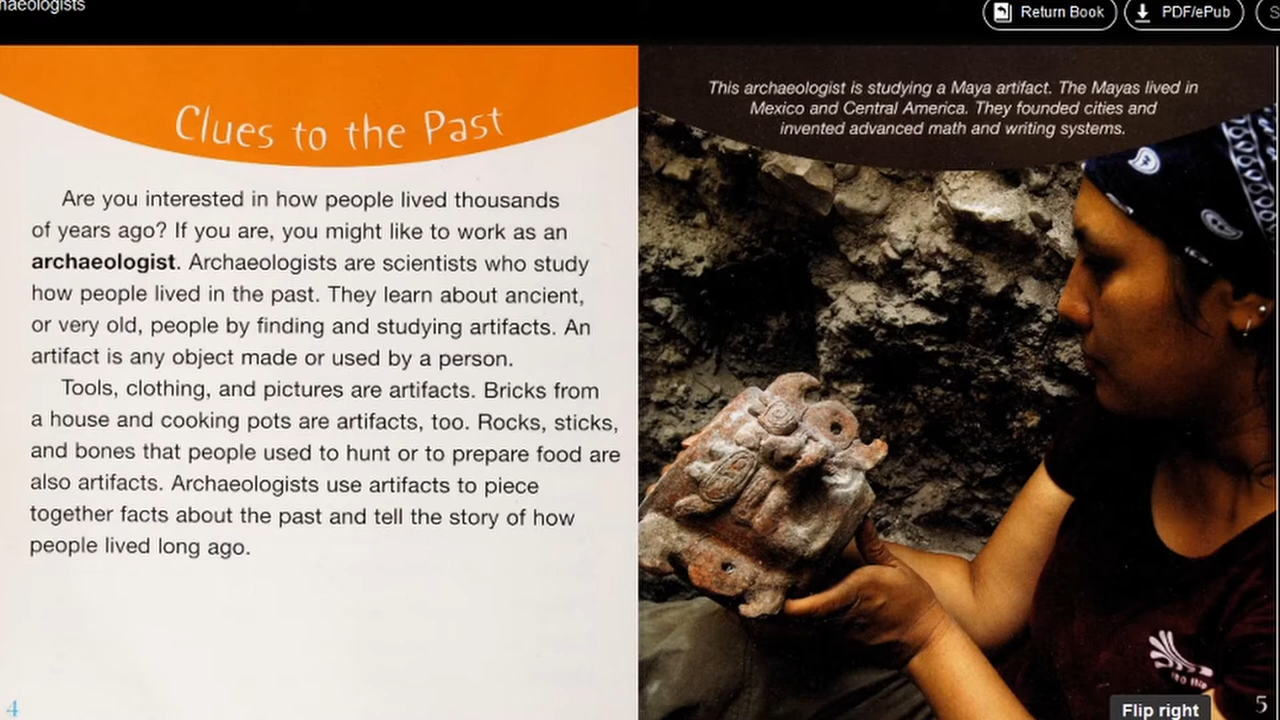 haeologists
Return Book
PDF/ePub
Clues to the Past
Are you interested in how people lived thousands
of years ago? If you are, you might like to work as an
archaeologist. Archaeologists are scientists who study
how people lived in the past. They learn about ancient,
or very old, people by finding and studying artifacts. An
artifact is any object made or used by a person.
Tools, clothing, and pictures are artifacts. Bricks from
a house and cooking pots are artifacts, too. Rocks, sticks,
and bones that people used to hunt or to prepare food are
also artifacts. Archaeologists use artifacts to piece
together facts about the past and tell the story of how
people lived long ago.
4
This archaeologist is studying a Maya artifact. The Mayas lived in
Mexico and Central America. They founded cities and
invented advanced math and writing systems.
Flip right
5